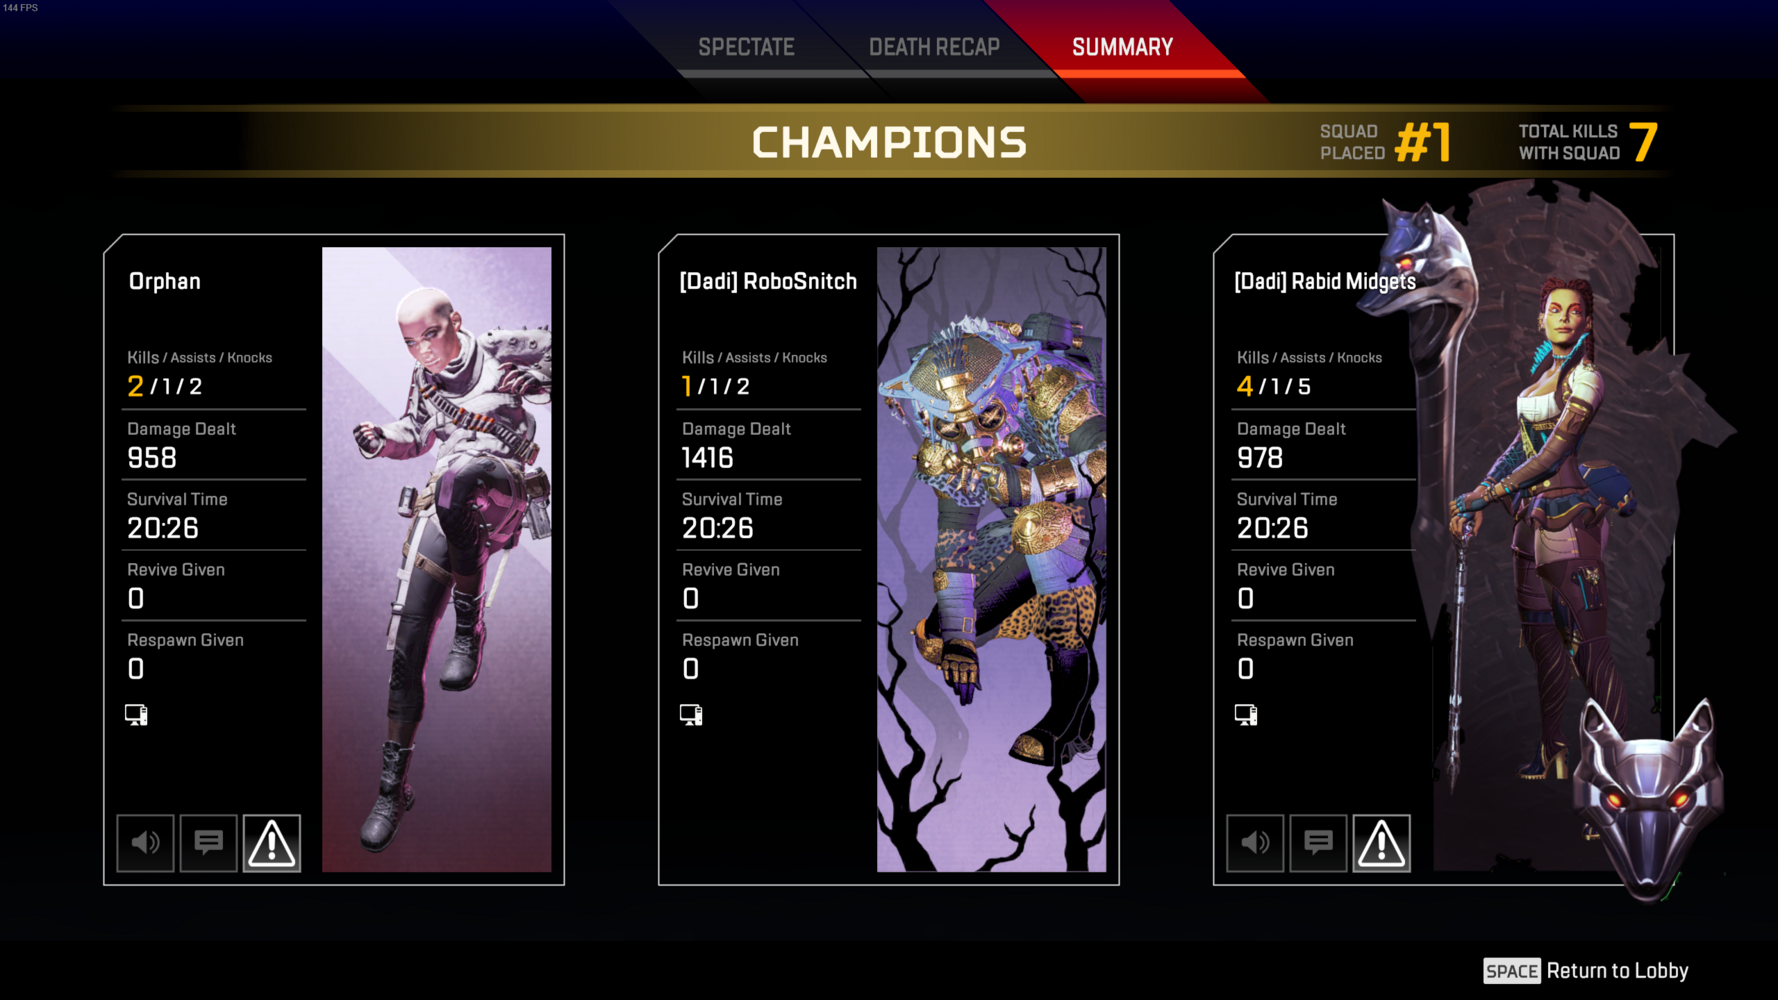 144 FPS
SPECTATE
DEATH RECAP
SUMMARY
CHAMPIONS
SQUAD
PLACED
#1
TOTAL KILLS
WITH SQUAD
7
Orphan
Kills / Assists / Knocks
2 / 1 / 2
Damage Dealt
958
Survival Time
20:26
Revive Given
0
Respawn Given
0
[Dadi] RoboSnitch
Kills / Assists / Knocks
1 / 1 / 2
Damage Dealt
1416
Survival Time
20:26
Revive Given
0
Respawn Given
0
[Dadi] Rabid Midgets
Kills / Assists / Knocks
4 / 1 / 5
Damage Dealt
978
Survival Time
20:26
Revive Given
0
Respawn Given
0
SPACE Return to Lobby